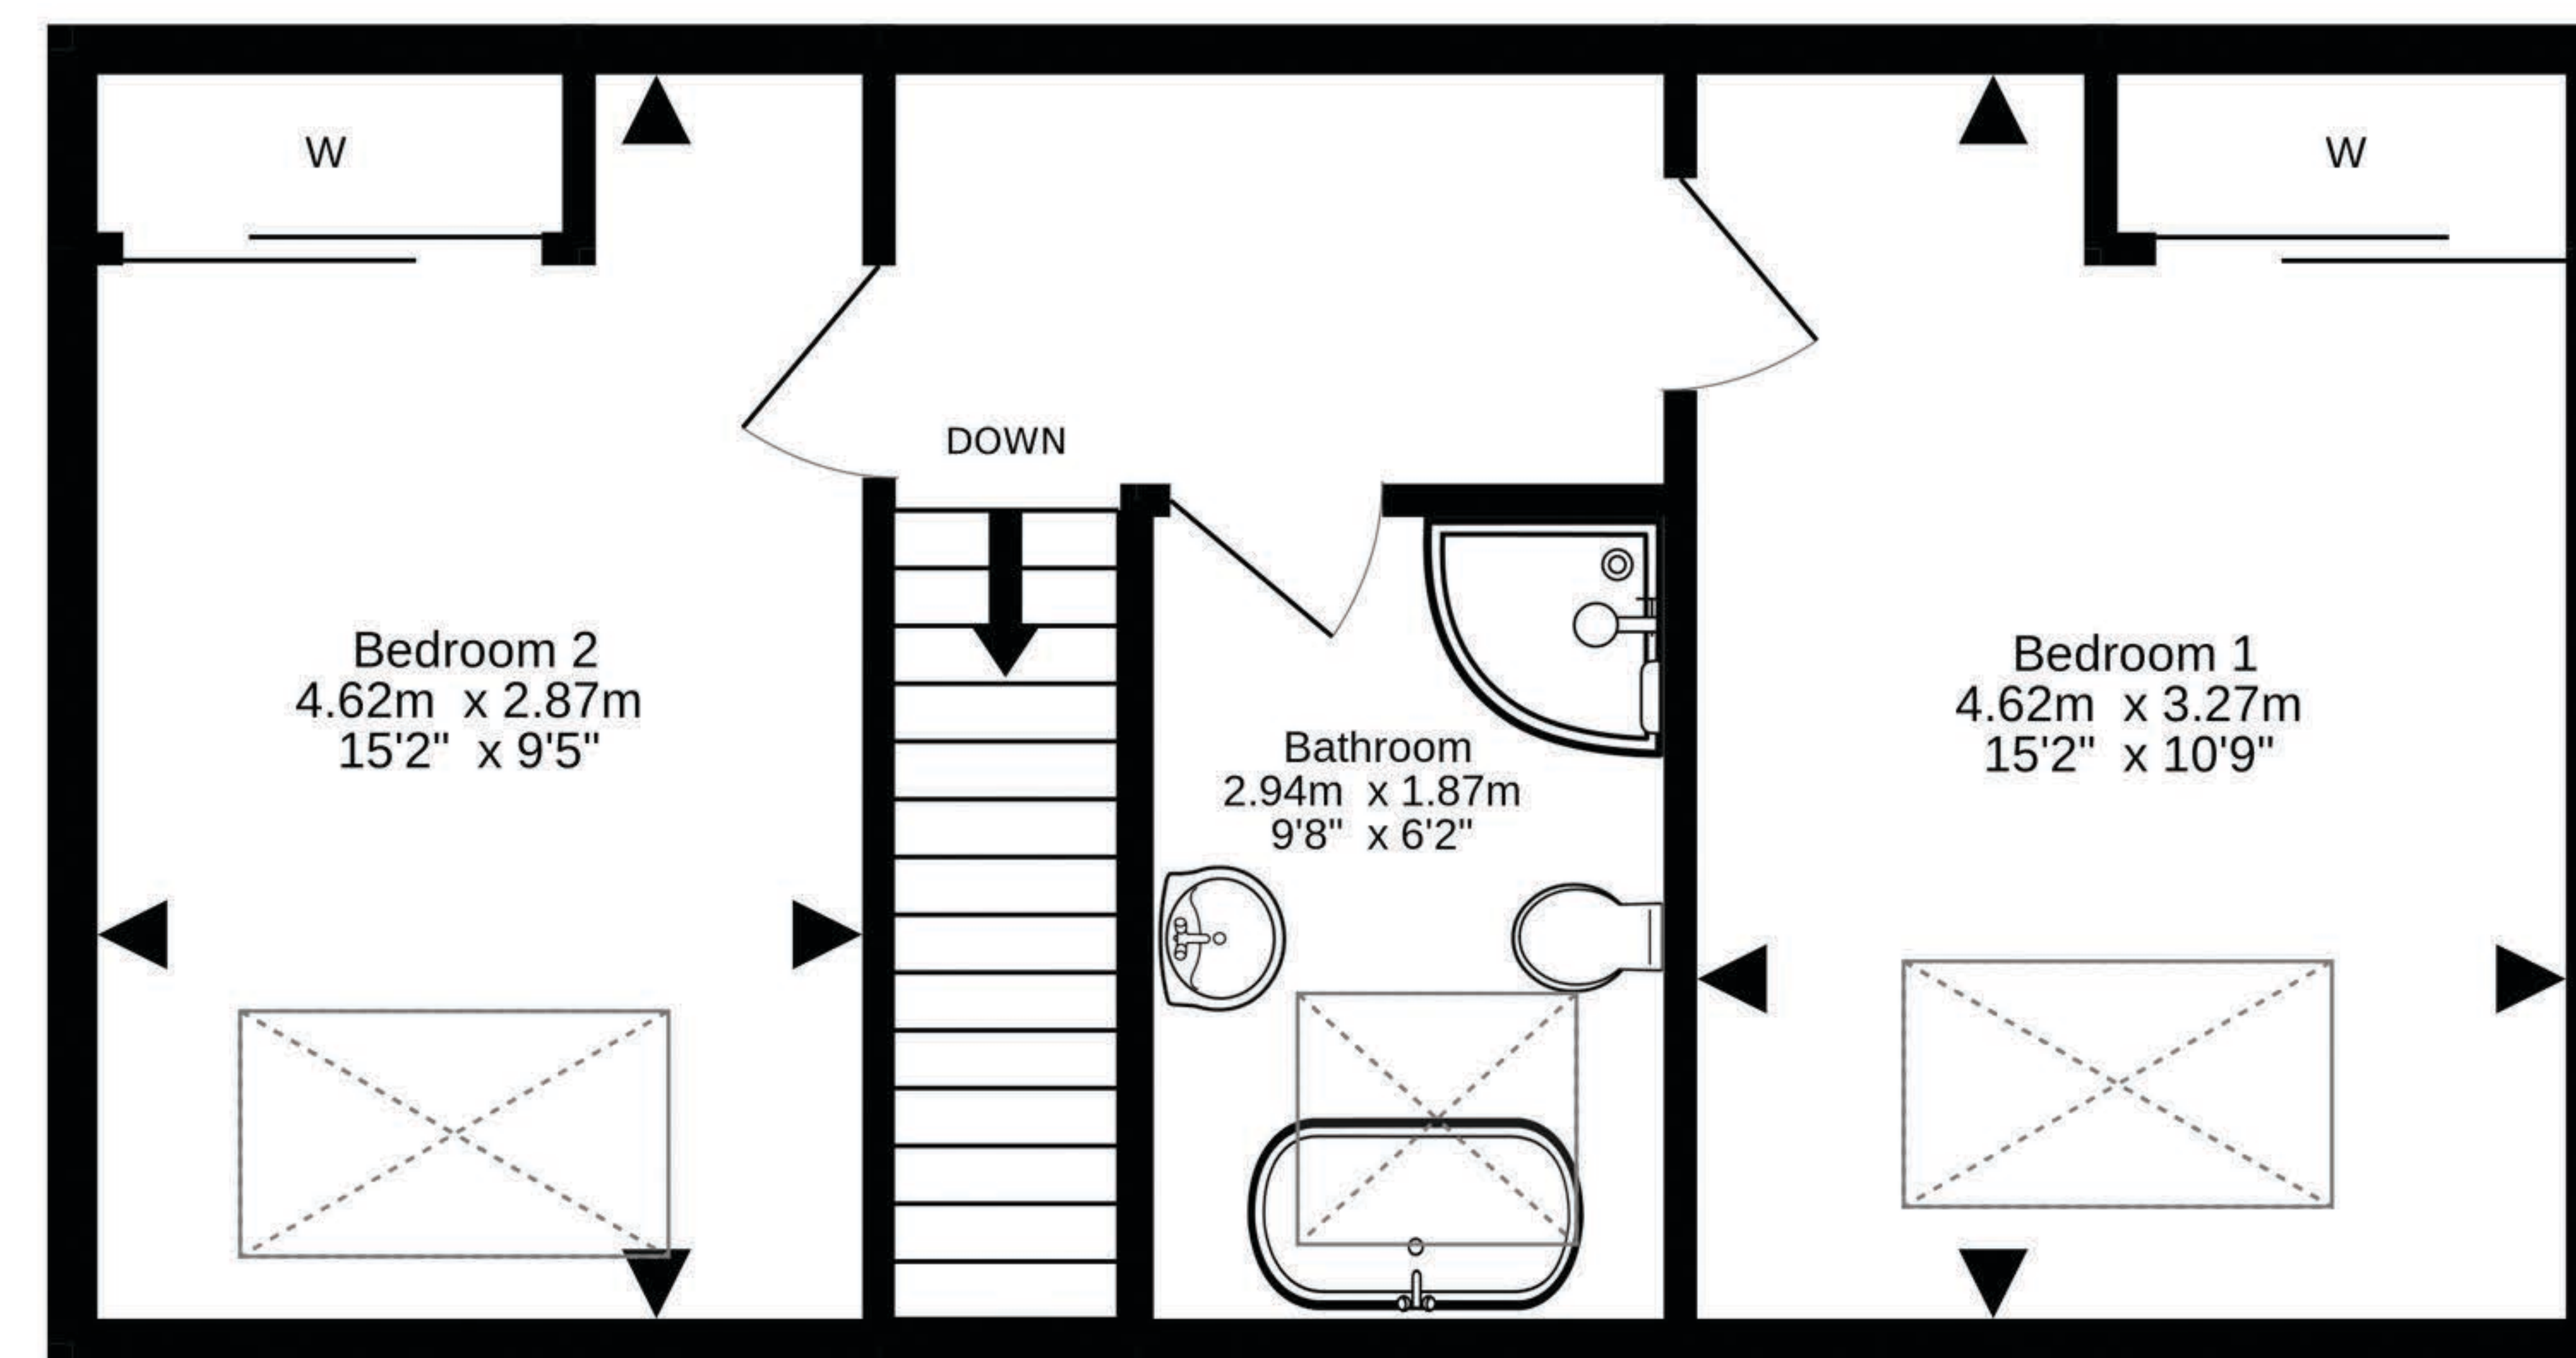 W
W
DOWN
Bedroom 2
4.62m x 2.87m
15'2" x 9'5"
Bathroom
2.94m x 1.87m
9'8" x 6'2"
Bedroom 1
4.62m x 3.27m
15'2" x 10'9"